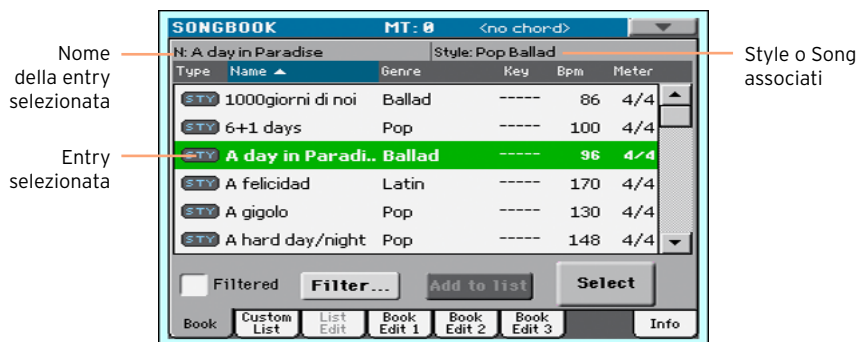 SONGBOOK MT: 0 <no chord>
N: A day in Paradise Style: Pop Ballad
Type Name Genre Key Bpm Meter
STY 1000giorni di noi Ballad ----- 86 4/4
STY 6+1 days Pop ----- 100 4/4
STY A day in Paradi.. Ballad ----- 96 4/4
STY A felicidad Latin ----- 170 4/4
STY A gigolo Pop ----- 130 4/4
STY A hard day/night Pop ----- 148 4/4
Filtered Filter... Add to list Select
Book Custom List List Edit Book Edit 1 Book Edit 2 Book Edit 3 Info
Nome
della entry
selezionata
Entry
selezionata
Style o Song
associati